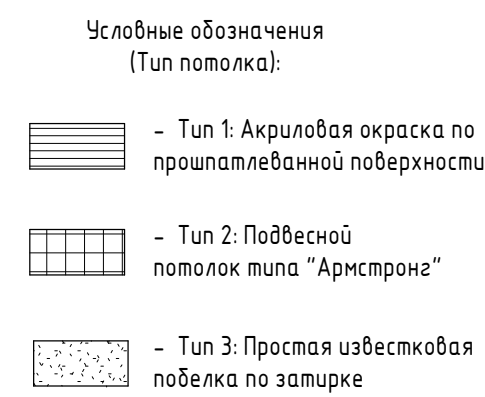 Условные обозначения
(Тип потолка):
- Тип 1: Акриловая окраска по
прошпатлеванной поверхности
- Тип 2: Подвесной
потолок типа "Армстронг"
- Тип 3: Простая известковая
побелка по затирке